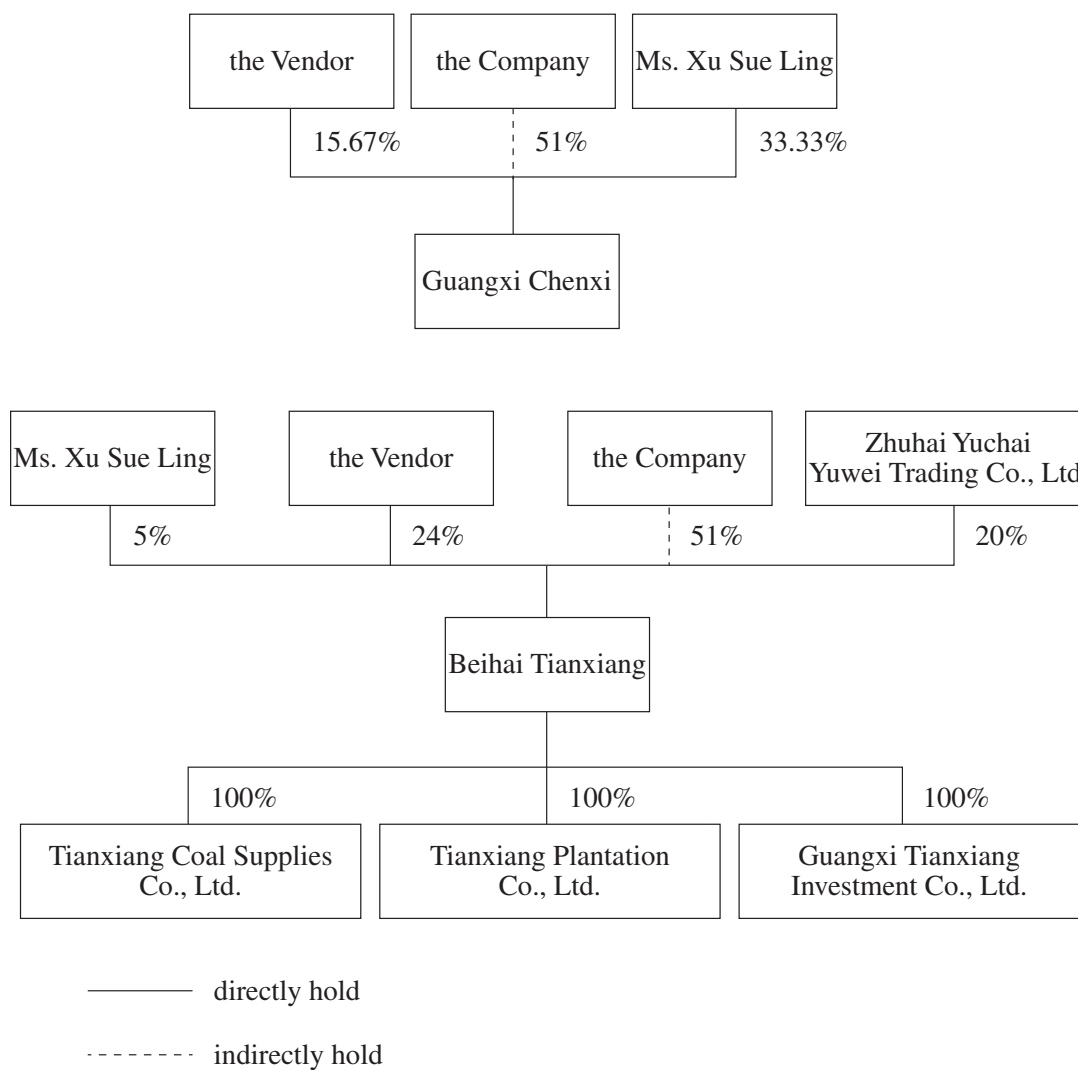 the Vendor
the Company
Ms. Xu Sue Ling
15.67%
51%
33.33%
Guangxi Chenxi
Ms. Xu Sue Ling
the Vendor
the Company
Zhuhai Yuchai
Yuwei Trading Co., Ltd
5%
24%
51%
20%
Beihai Tianxiang
100%
100%
100%
Tianxiang Coal Supplies
Co., Ltd.
Tianxiang Plantation
Co., Ltd.
Guangxi Tianxiang
Investment Co., Ltd.
directly hold
indirectly hold